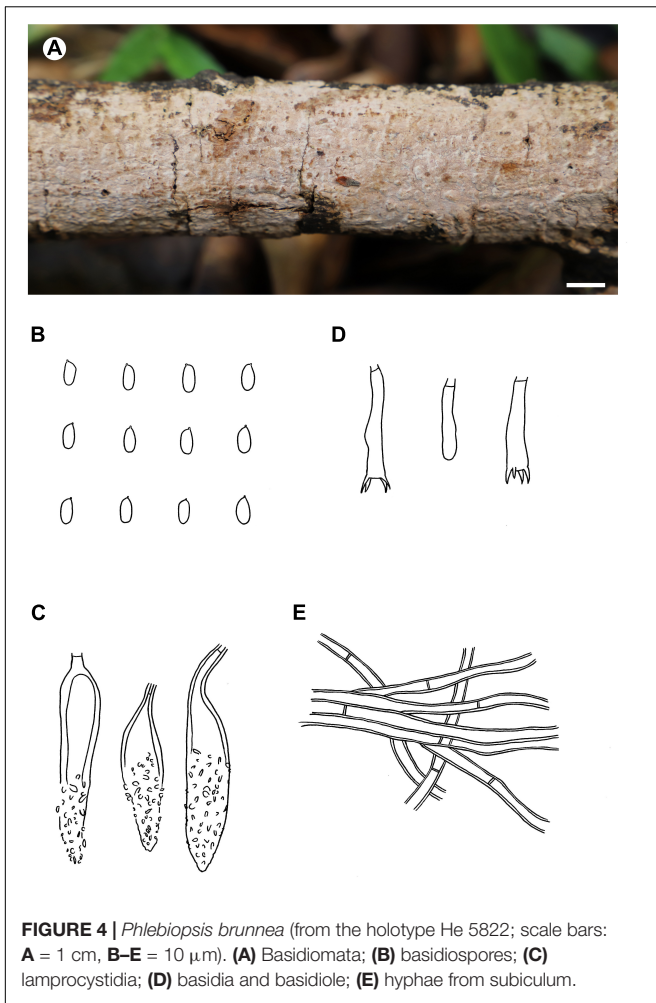 A
B
D
C
E
FIGURE 4 | Phlebiopsis brunnea (from the holotype He 5822; scale bars:
A = 1 cm, B–E = 10 μm). (A) Basidiomata; (B) basidiospores; (C)
lamprocystidia; (D) basidia and basidiole; (E) hyphae from subiculum.